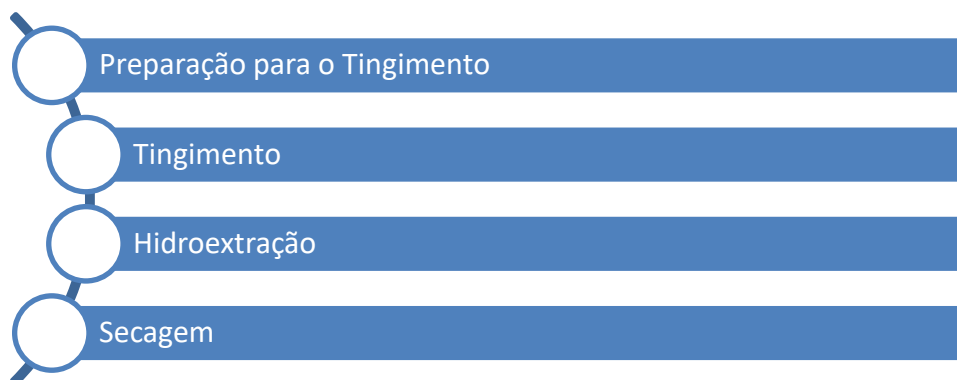 Preparação para o Tingimento
Tingimento
Hidroextração
Secagem